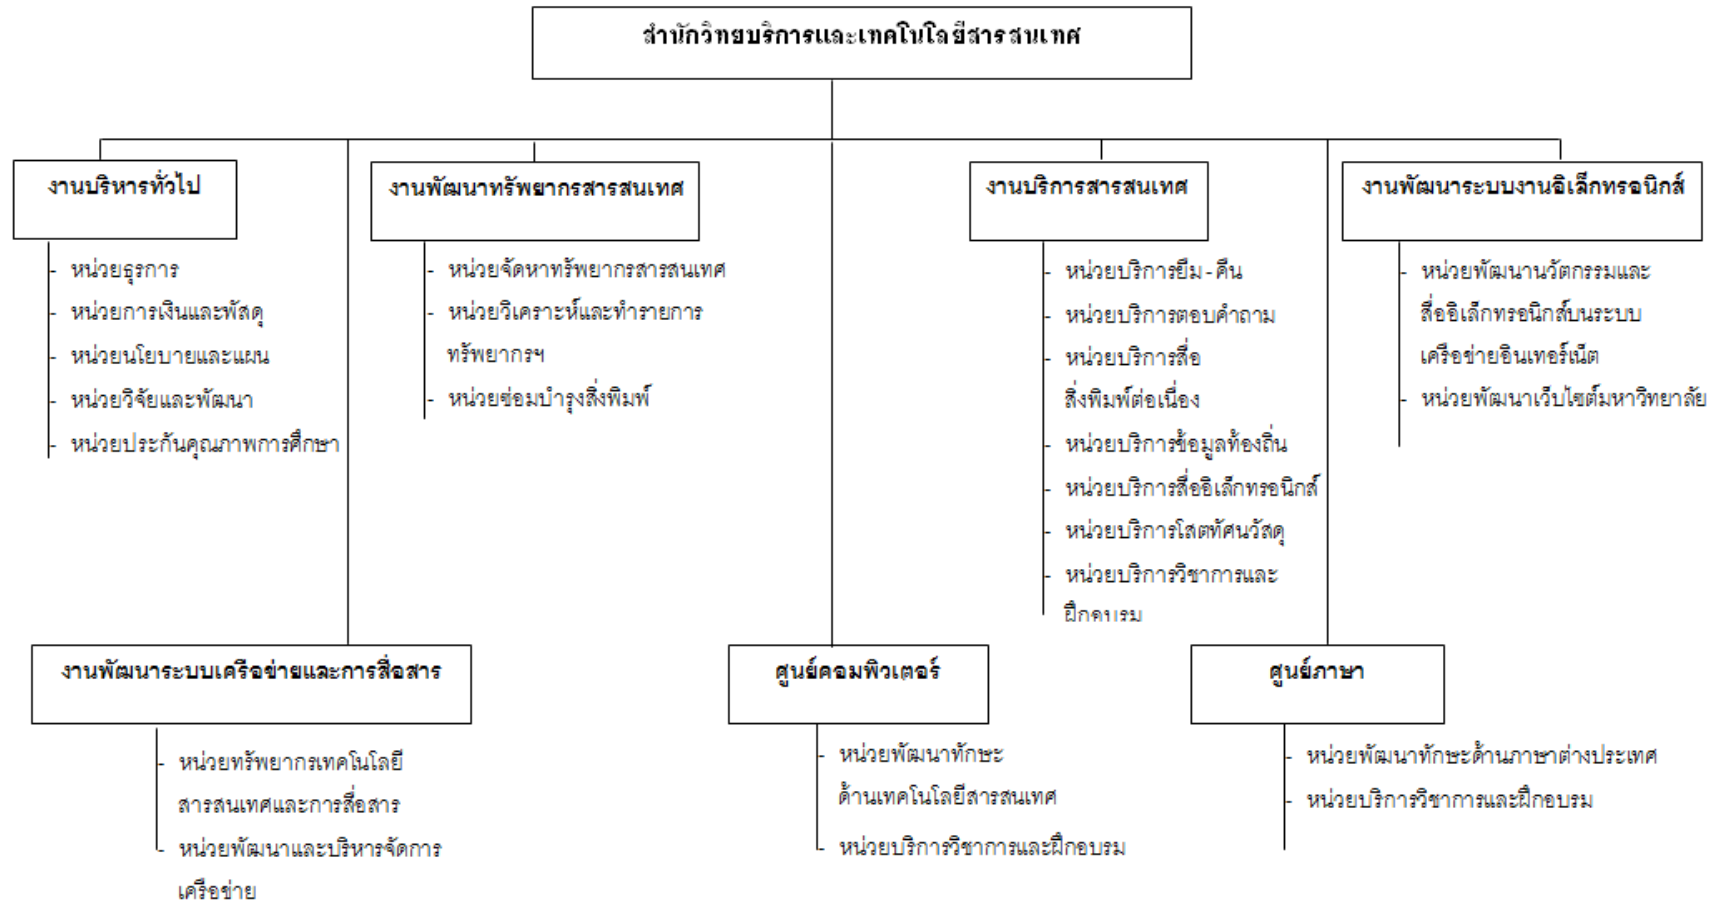 สำนักวิทยบริการและเทคโนโลยีสารสนเทศ
งานบริหารทั่วไป
- หน่วยธุรการ
- หน่วยการเงินและพัสดุ
- หน่วยนโยบายและแผน
- หน่วยวิจัยและพัฒนา
- หน่วยประกันคุณภาพการศึกษา
งานพัฒนาทรัพยากรสารสนเทศ
- หน่วยจัดหาทรัพยากรสารสนเทศ
- หน่วยวิเคราะห์และทำรายการ
ทรัพยากรฯ
- หน่วยซ่อมบำรุงสิ่งพิมพ์
งานบริการสารสนเทศ
- หน่วยบริการยืม - คืน
- หน่วยบริการตอบคำถาม
- หน่วยบริการสื่อ
สิ่งพิมพ์ต่อเนื่อง
- หน่วยบริการข้อมูลท้องถิ่น
- หน่วยบริการสื่ออิเล็กทรอนิกส์
- หน่วยบริการโสตทัศนวัสดุ
- หน่วยบริการวิชาการและ
ฝึกอบรม
งานพัฒนาระบบงานอิเล็กทรอนิกส์
- หน่วยพัฒนานวัตกรรมและ
สื่ออิเล็กทรอนิกส์บนระบบ
เครือข่ายอินเทอร์เน็ต
- หน่วยพัฒนาเว็บไซต์มหาวิทยาลัย
งานพัฒนาระบบเครือข่ายและการสื่อสาร
- หน่วยทรัพยากรเทคโนโลยี
สารสนเทศและการสื่อสาร
- หน่วยพัฒนาและบริหารจัดการ
เครือข่าย
ศูนย์คอมพิวเตอร์
- หน่วยพัฒนาทักษะ
ด้านเทคโนโลยีสารสนเทศ
- หน่วยบริการวิชาการและฝึกอบรม
ศูนย์ภาษา
- หน่วยพัฒนาทักษะด้านภาษาต่างประเทศ
- หน่วยบริการวิชาการและฝึกอบรม